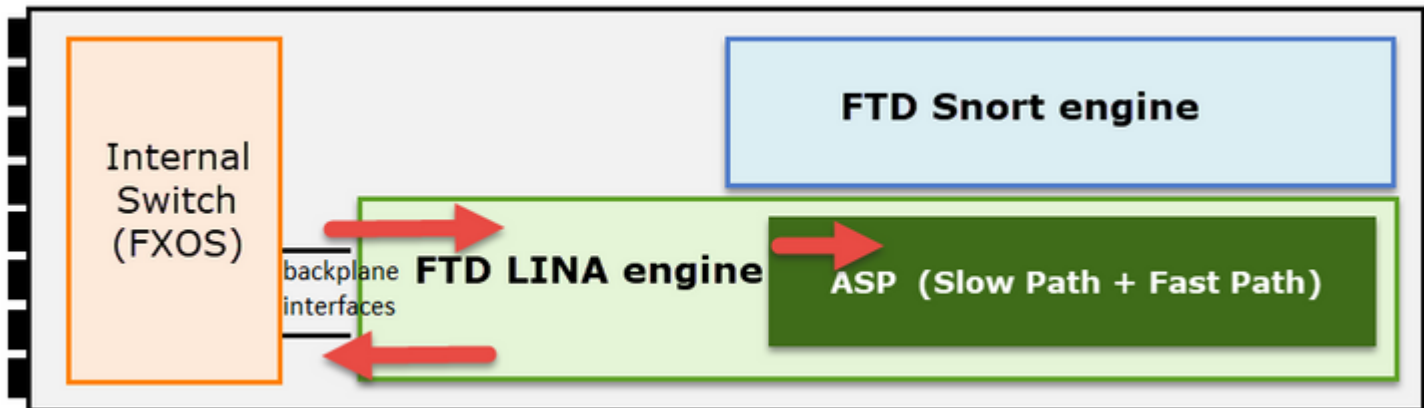 Internal
Switch
(FXOS)
backplane
interfaces
FTD Snort engine
FTD LINA engine
ASP (Slow Path + Fast Path)